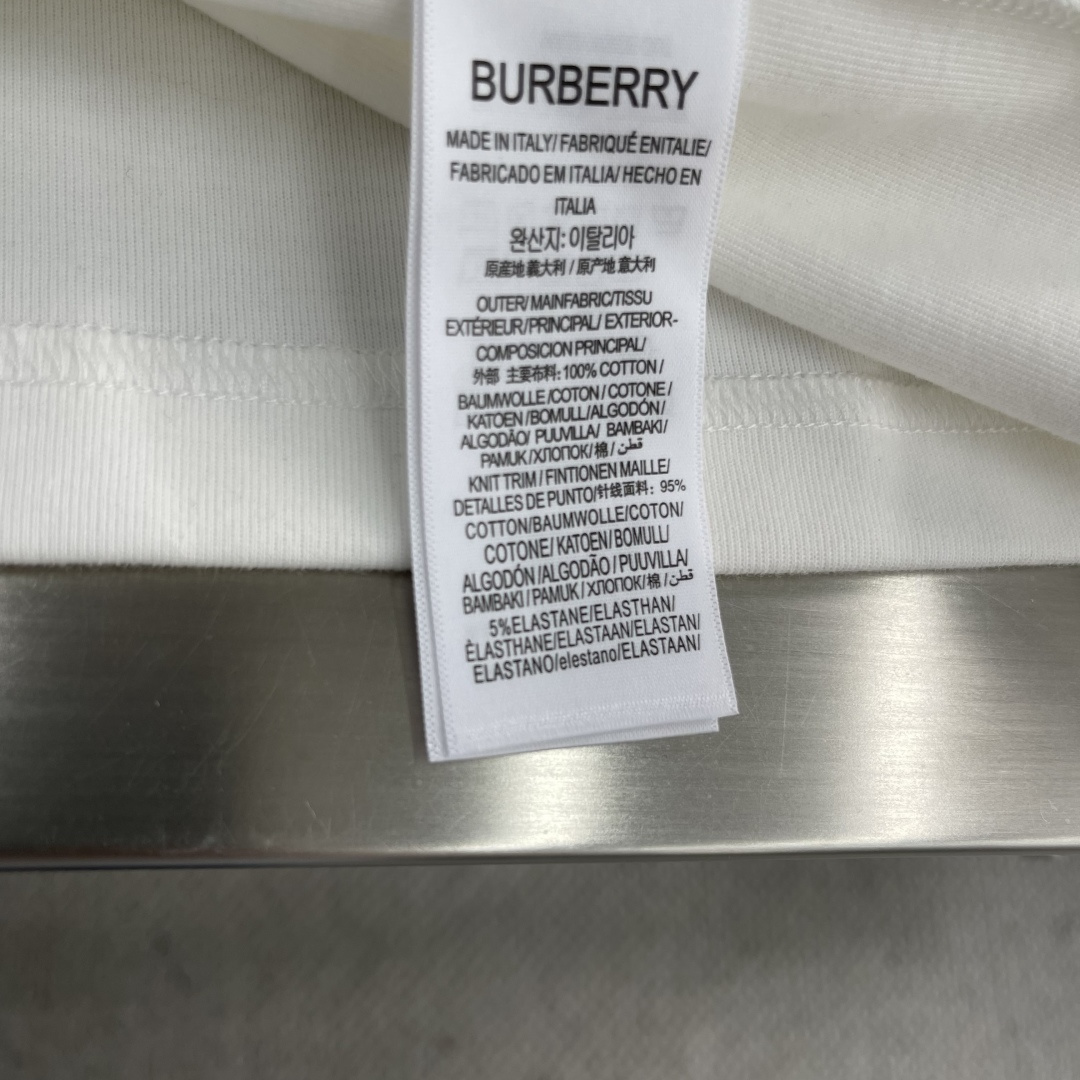 BURBERRY
MADE IN ITALY/ FABRIQUÉ ENITALIE/
FABRICADO EM ITALIA/ HECHO EN
ITALIA
완산지: 이탈리아
原産地義大利 / 原产地 意大利
OUTER/ MAINFABRIC/TISSU
EXTÉRIEUR/PRINCIPAL/ EXTERIOR-
COMPOSICION PRINCIPAL/
外部 主要布料: 100% COTTON /
BAUMWOLLE /COTON / COTONE /
KATOEN /BOMULL/ALGODÓN /
ALGODÃO/ PUUVILLA/ BAMBAKI /
PAMUK /ХЛОПОК/ 棉 / قطن
KNIT TRIM / FINTIONEN MAILLE/
DETALLES DE PUNTO/针线面料: 95%
COTTON/BAUMWOLLE/COTON/
COTONE/ KATOEN/BOMULL/
ALGODÓN /ALGODÃO / PUUVILLA/
BAMBAKI / PAMUK / ХЛОПОК/ 棉 / قطن
5%ELASTANE/ELASTHAN/
ÈLASTHANE/ELASTAAN/ELASTAN/
ELASTANO/elestano/ELASTAAN/